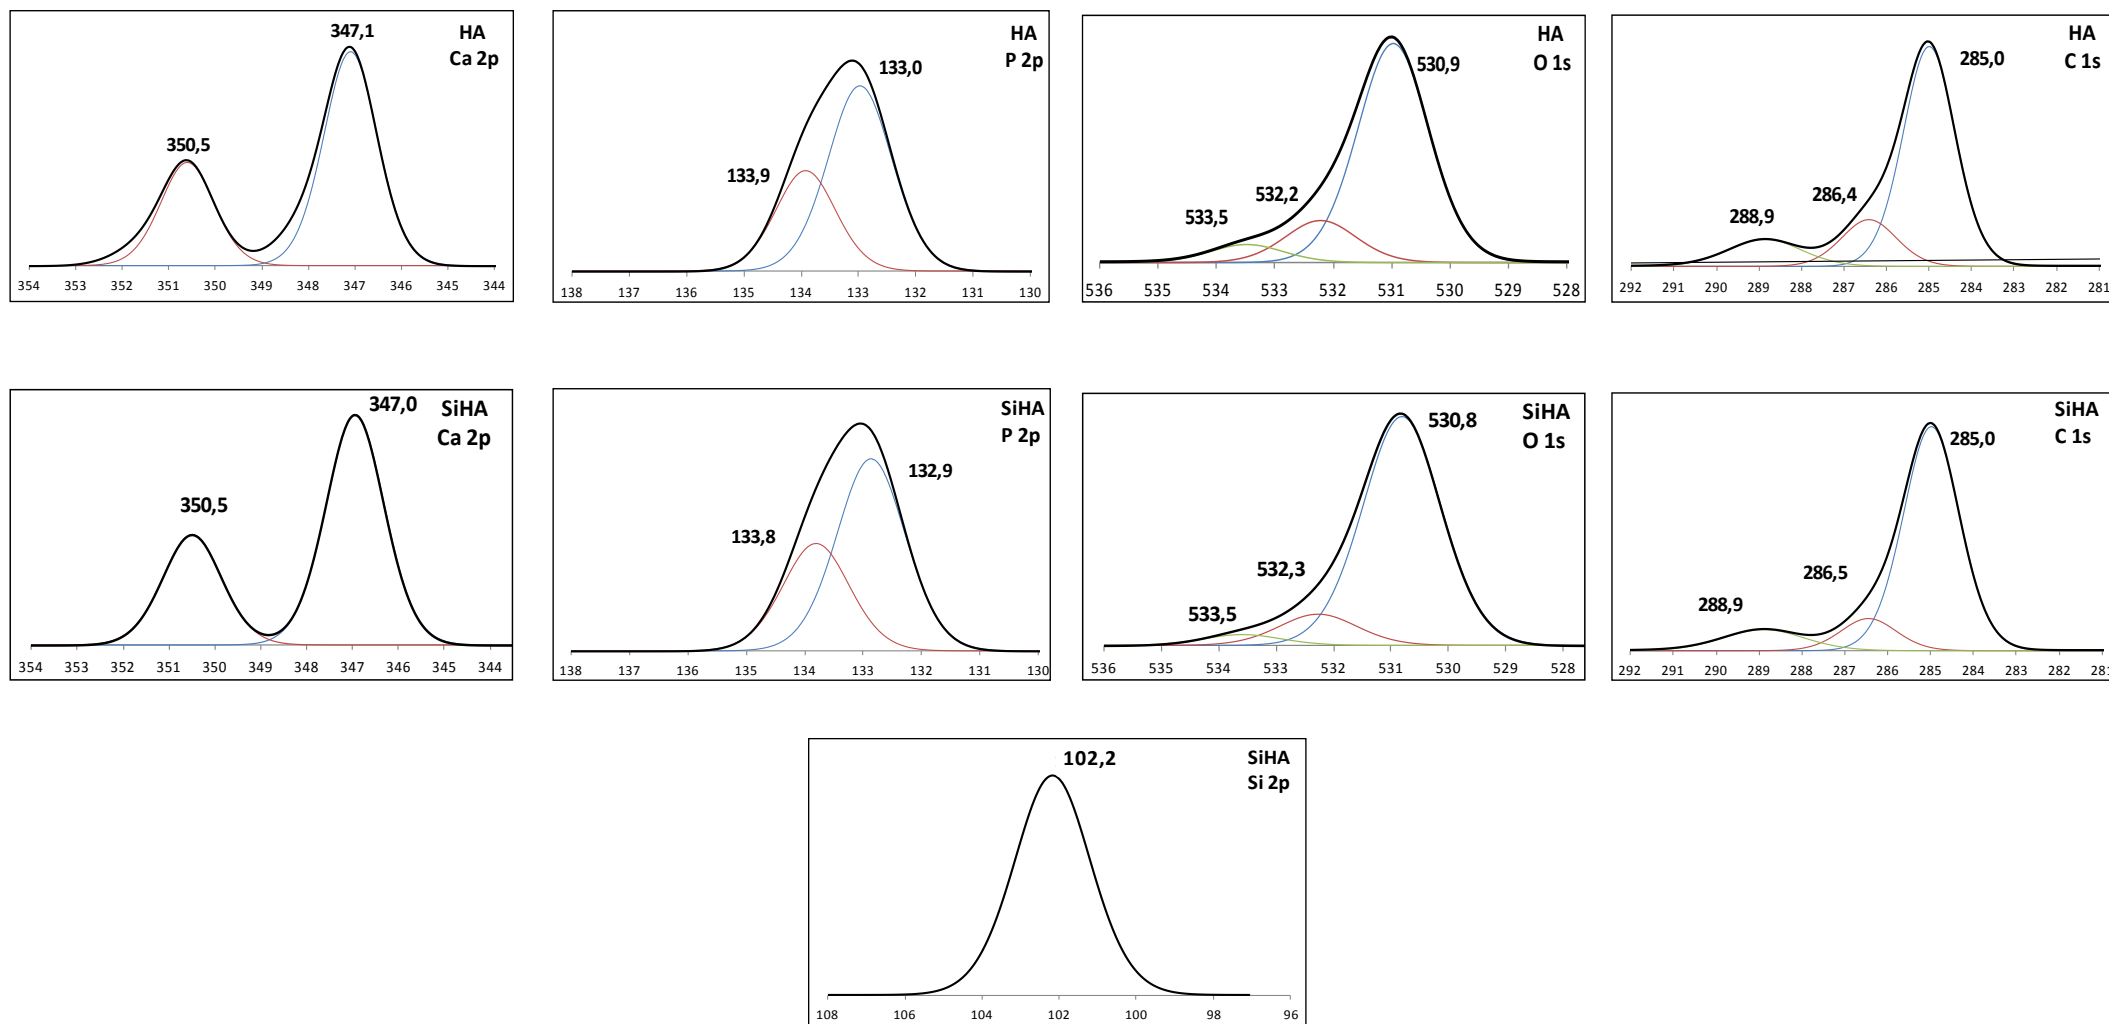 HA
Ca 2p
347,1
350,5
354 353 352 351 350 349 348 347 346 345 344
HA
P 2p
133,0
133,9
138 137 136 135 134 133 132 131 130
HA
O 1s
530,9
532,2
533,5
536 535 534 533 532 531 530 529 528
HA
C 1s
285,0
286,4
288,9
292 291 290 289 288 287 286 285 284 283 282 281
SiHA
Ca 2p
347,0
350,5
354 353 352 351 350 349 348 347 346 345 344
SiHA
P 2p
132,9
133,8
138 137 136 135 134 133 132 131 130
SiHA
O 1s
530,8
532,3
533,5
536 535 534 533 532 531 530 529 528
SiHA
C 1s
285,0
286,5
288,9
292 291 290 289 288 287 286 285 284 283 282 281
SiHA
Si 2p
102,2
108 106 104 102 100 98 96